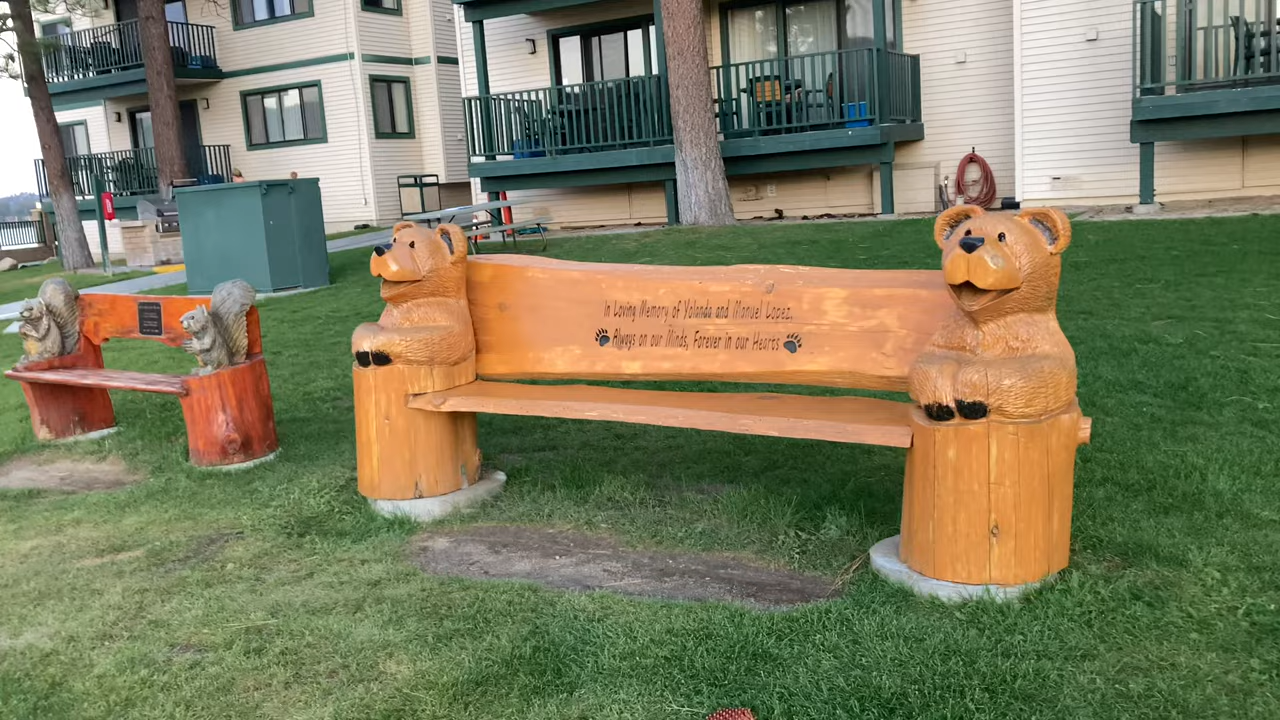 In Loving Memory of Yolanda and Manuel Lopez,
Always on our Minds, Forever in our Hearts